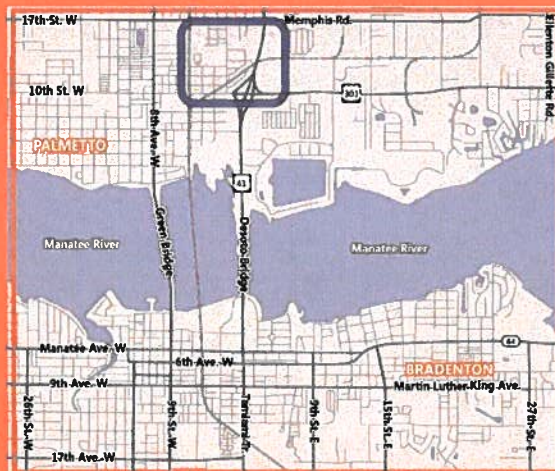 17th St. W
Memphis Rd.
Ellenton Gillette Rd.
10th St. W
301
8th Ave. W
PALMETTO
41
Green Bridge
Desoto Bridge
Manatee River
Manatee River
Manatee Ave. W
64
6th Ave. W
BRADENTON
9th Ave. W
Martin Luther King Ave.
26th St. W
9th St. W
Tamiami Tr.
9th St. E
15th St. E
27th St. E
17th Ave. W